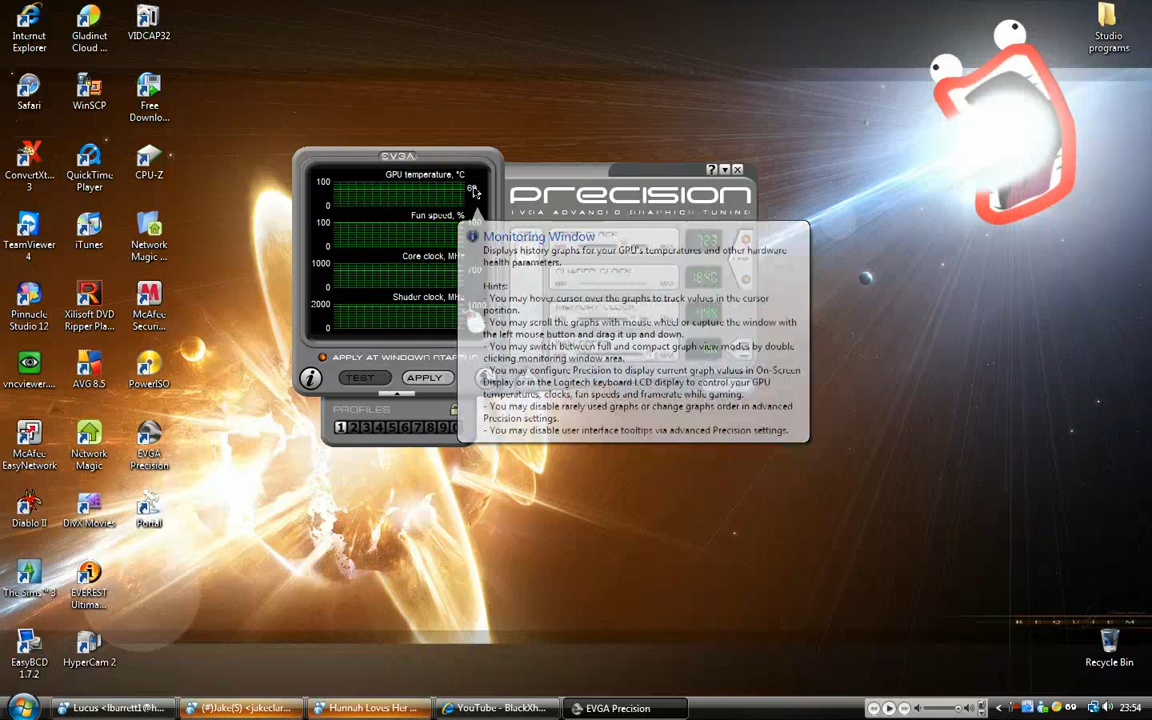 Internet
Explorer
Gladinet
Cloud ...
VIDCAP32
Studio
programs
Safari
WinSCP
Free
Downlo...
ConvertXt...
3
QuickTime
Player
CPU-Z
TeamViewer
4
iTunes
Network
Magic ...
Pinnacle
Studio 12
Xilisoft DVD
Ripper Pla...
McAfee
Securi...
vncviewer....
AVG 8.5
PowerISO
McAfee
EasyNetwork
Network
Magic
EVGA
Precision
Diablo II
DivX Movies
Portal
The Sims™ 3
EVEREST
Ultima...
EasyBCD
1.7.2
HyperCam 2
EVGA
GPU temperature, °C
100
0
Fan speed, %
100
0
100
Core clock, MHz
1000
0
700
Shader clock, MHz
2000
0
APPLY AT WINDOWS STARTUP
TEST
APPLY
PROFILES
1 2 3 4 5 6 7 8 9
?
PRECISION
EVGA ADVANCED GRAPHICS TUNING
Monitoring Window
Displays history graphs for your GPU's temperatures and other hardware
health parameters.
Hints:
- You may hover cursor over the graphs to track values in the cursor
position.
- You may scroll the graphs with mouse wheel or capture the window with
the left mouse button and drag it up and down.
- You may switch between full and compact graph view modes by double
clicking monitoring window area.
- You may configure Precision to display current graph values in On-Screen
Display or in the Logitech keyboard LCD display to control your GPU
temperatures, clocks, fan speeds and framerate while gaming.
- You may disable rarely used graphs or change graphs order in advanced
Precision settings.
- You may disable user interface tooltips via advanced Precision settings.
REQUIEM
Recycle Bin
Lucus <lbarrett1@h...
(#)Jake(S) <jakeclar...
Hannah Loves Her ...
YouTube - BlackXh...
EVGA Precision
69
23:54